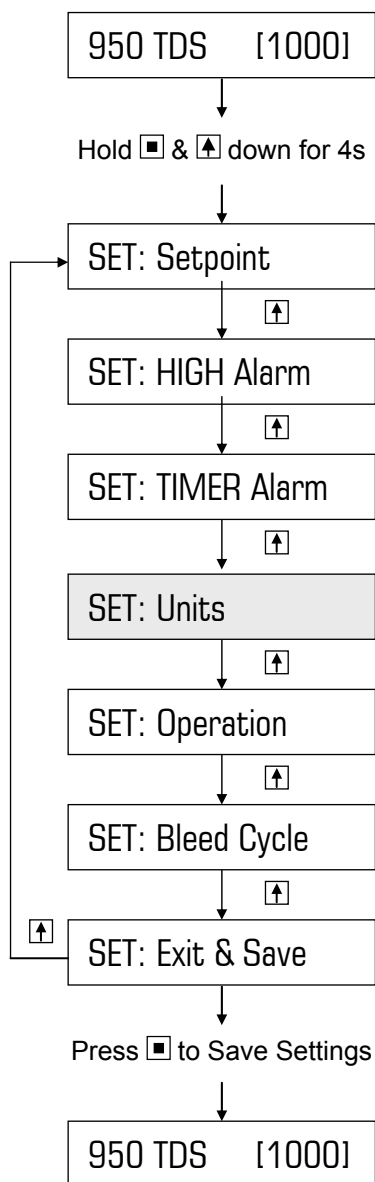 950 TDS [1000]
Hold ■ & ↑ down for 4s
SET: Setpoint
↑
SET: HIGH Alarm
↑
SET: TIMER Alarm
↑
SET: Units
↑
SET: Operation
↑
SET: Bleed Cycle
↑
↑
SET: Exit & Save
Press ■ to Save Settings
950 TDS [1000]